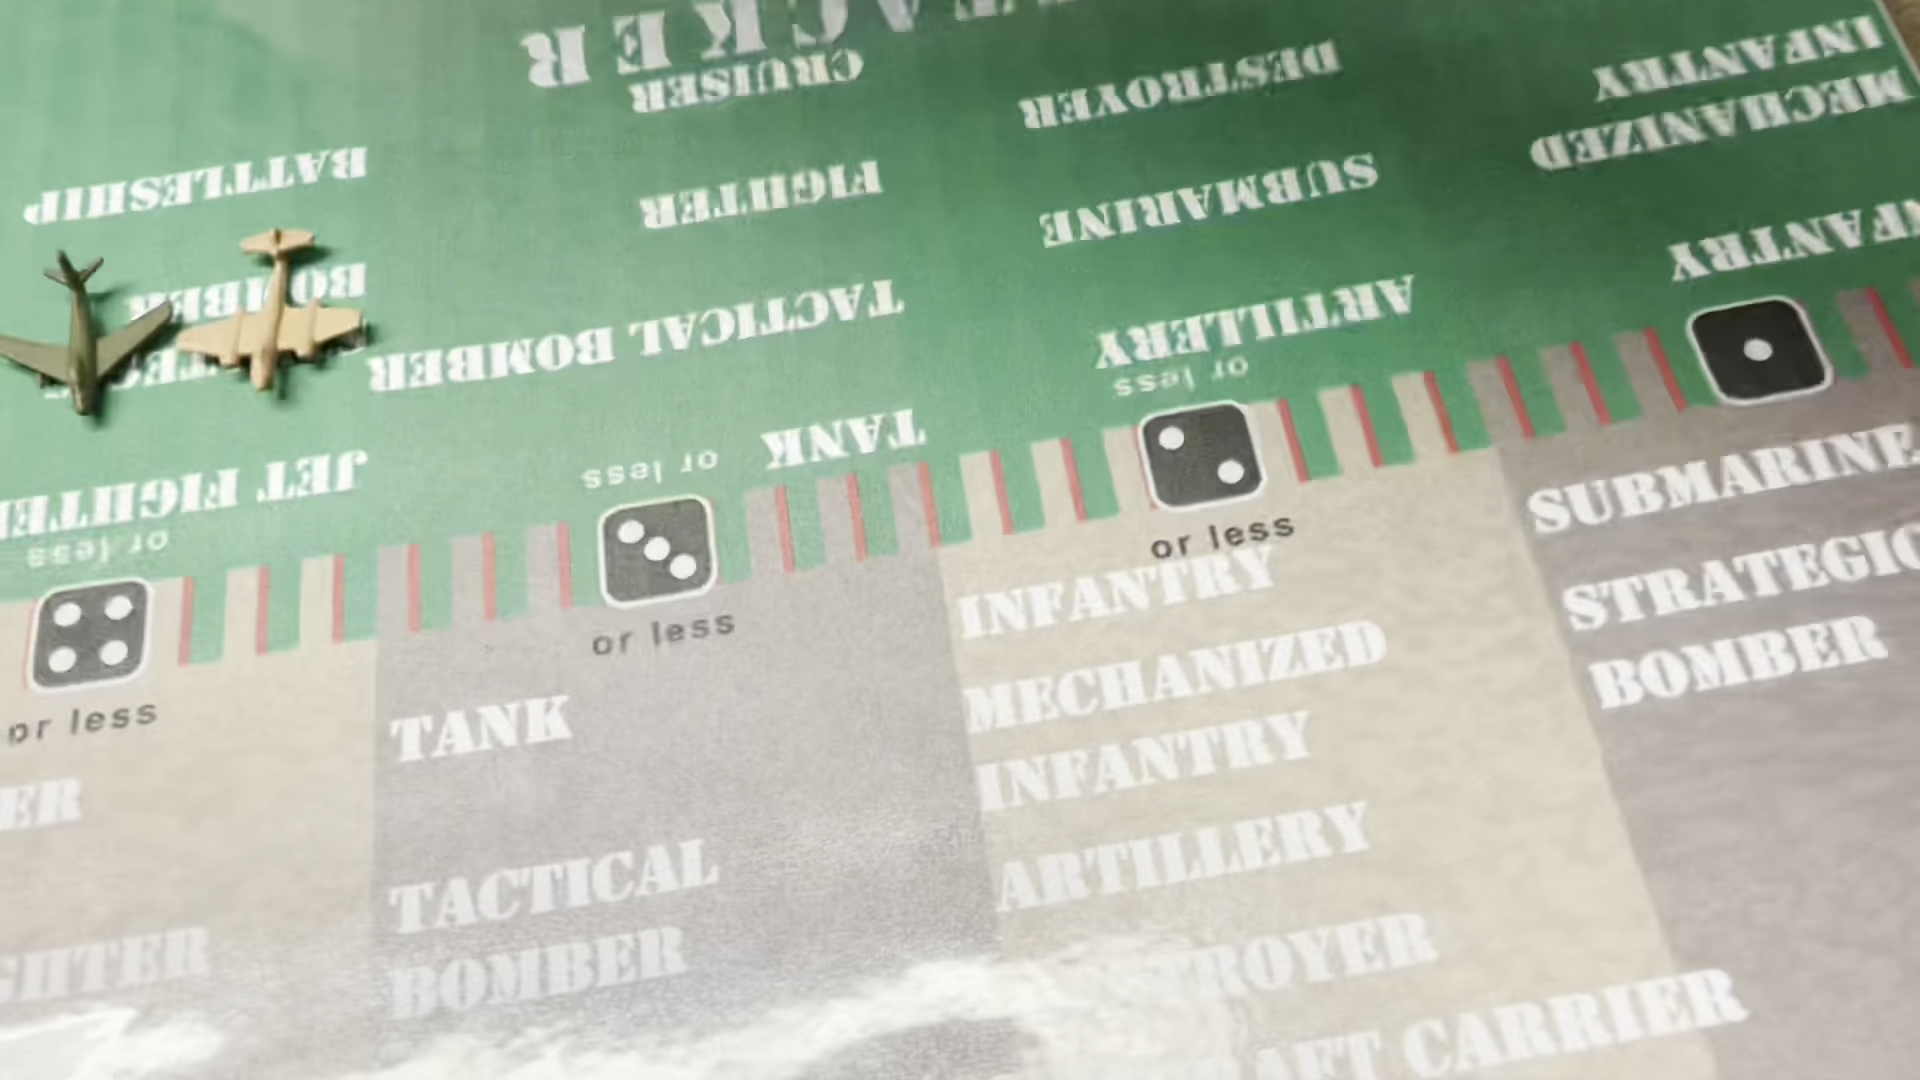 CRUISER
DESTROYER
MECHANIZED
INFANTRY
BATTLESHIP
FIGHTER
SUBMARINE
TACTICAL BOMBER
ARTILLERY
or less
TANK
or less
JET FIGHTER
or less
or less
or less
or less
TANK
TACTICAL
BOMBER
INFANTRY
MECHANIZED
INFANTRY
ARTILLERY
SUBMARINE
STRATEGIC
BOMBER
CARRIER